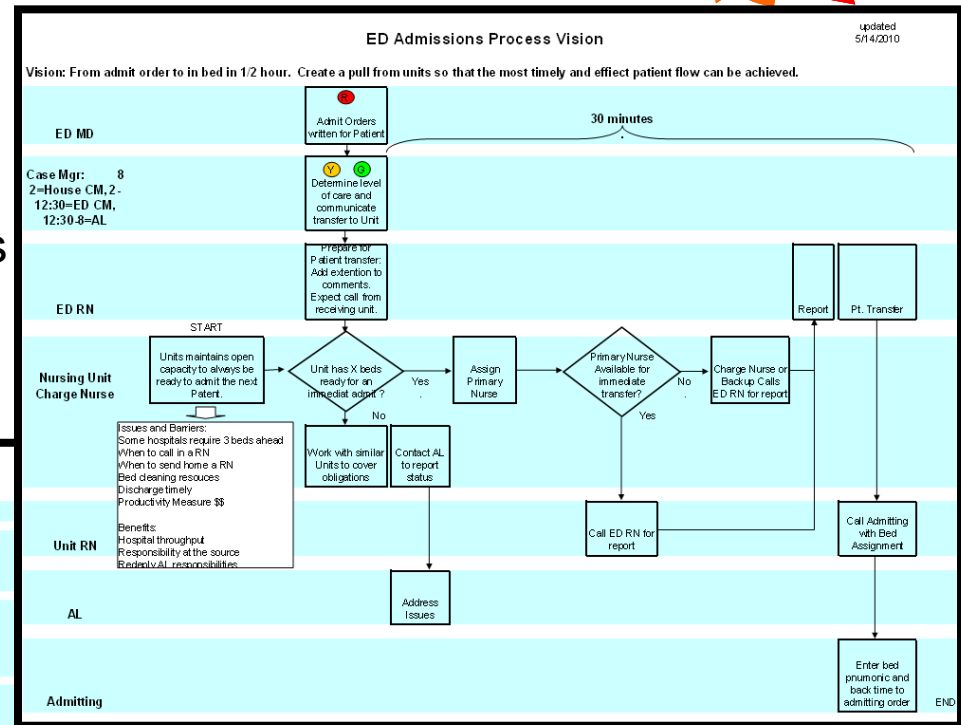 updated
5/14/2010
ED Admissions Process Vision
Vision: From admit order to in bed in 1/2 hour. Create a pull from units so that the most timely and effiect patient flow can be achieved.
ED MD
R
Admit Orders
written for Patient
30 minutes
Case Mgr: 8
2=House CM, 2-
12:30=ED CM,
12:30-8=AL
Y G
Determine level
of care and
communicate
transfer to Unit
S
ED RN
Prepare for
Patient transfer:
Add extention to
comments.
Expect call from
receiving unit.
Report
Pt. Transfer
START
Nursing Unit
Charge Nurse
Units maintains open
capacity to always be
ready to admit the next
Patent.
Unit has X beds
ready for an
immediat admit ?
Yes
.
No
Assign
Primary
Nurse
Primary Nurse
Available for
immediate
transfer?
No
.
Yes
Charge Nurse or
Backup Calls
ED RN for report
Issues and Barriers:
Some hospitals require 3 beds ahead
When to call in a RN
When to send home a RN
Bed cleaning resouces
Discharge timely
Productivity Measure $$
Benefits:
Hospital throughput
Responsibility at the source
Redeply AL responsibilities
Work with similar
Units to cover
obligations
Contact AL
to report
status
Unit RN
Call ED RN for
report
Call Admitting
with Bed
Assignment
AL
Address
Issues
Admitting
Enter bed
pnumonic and
back time to
admitting order
END